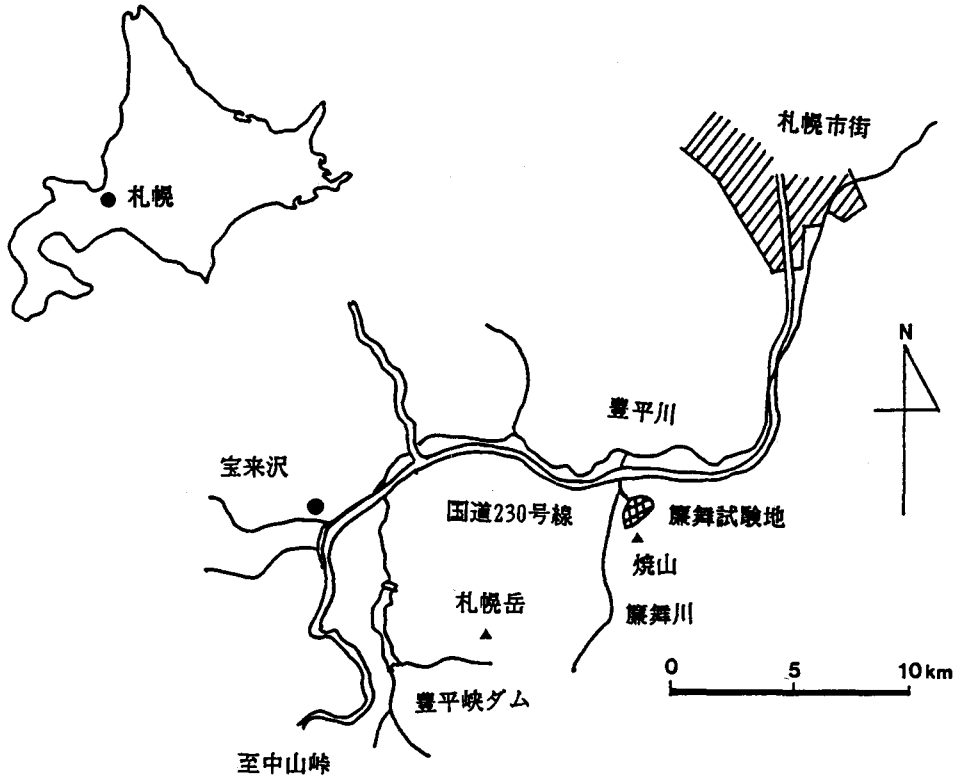 札幌市街
札幌
N
豊平川
宝来沢
国道230号線
簾舞試験地
焼山
札幌岳
簾舞川
0 5 10km
豊平峡ダム
至中山峠